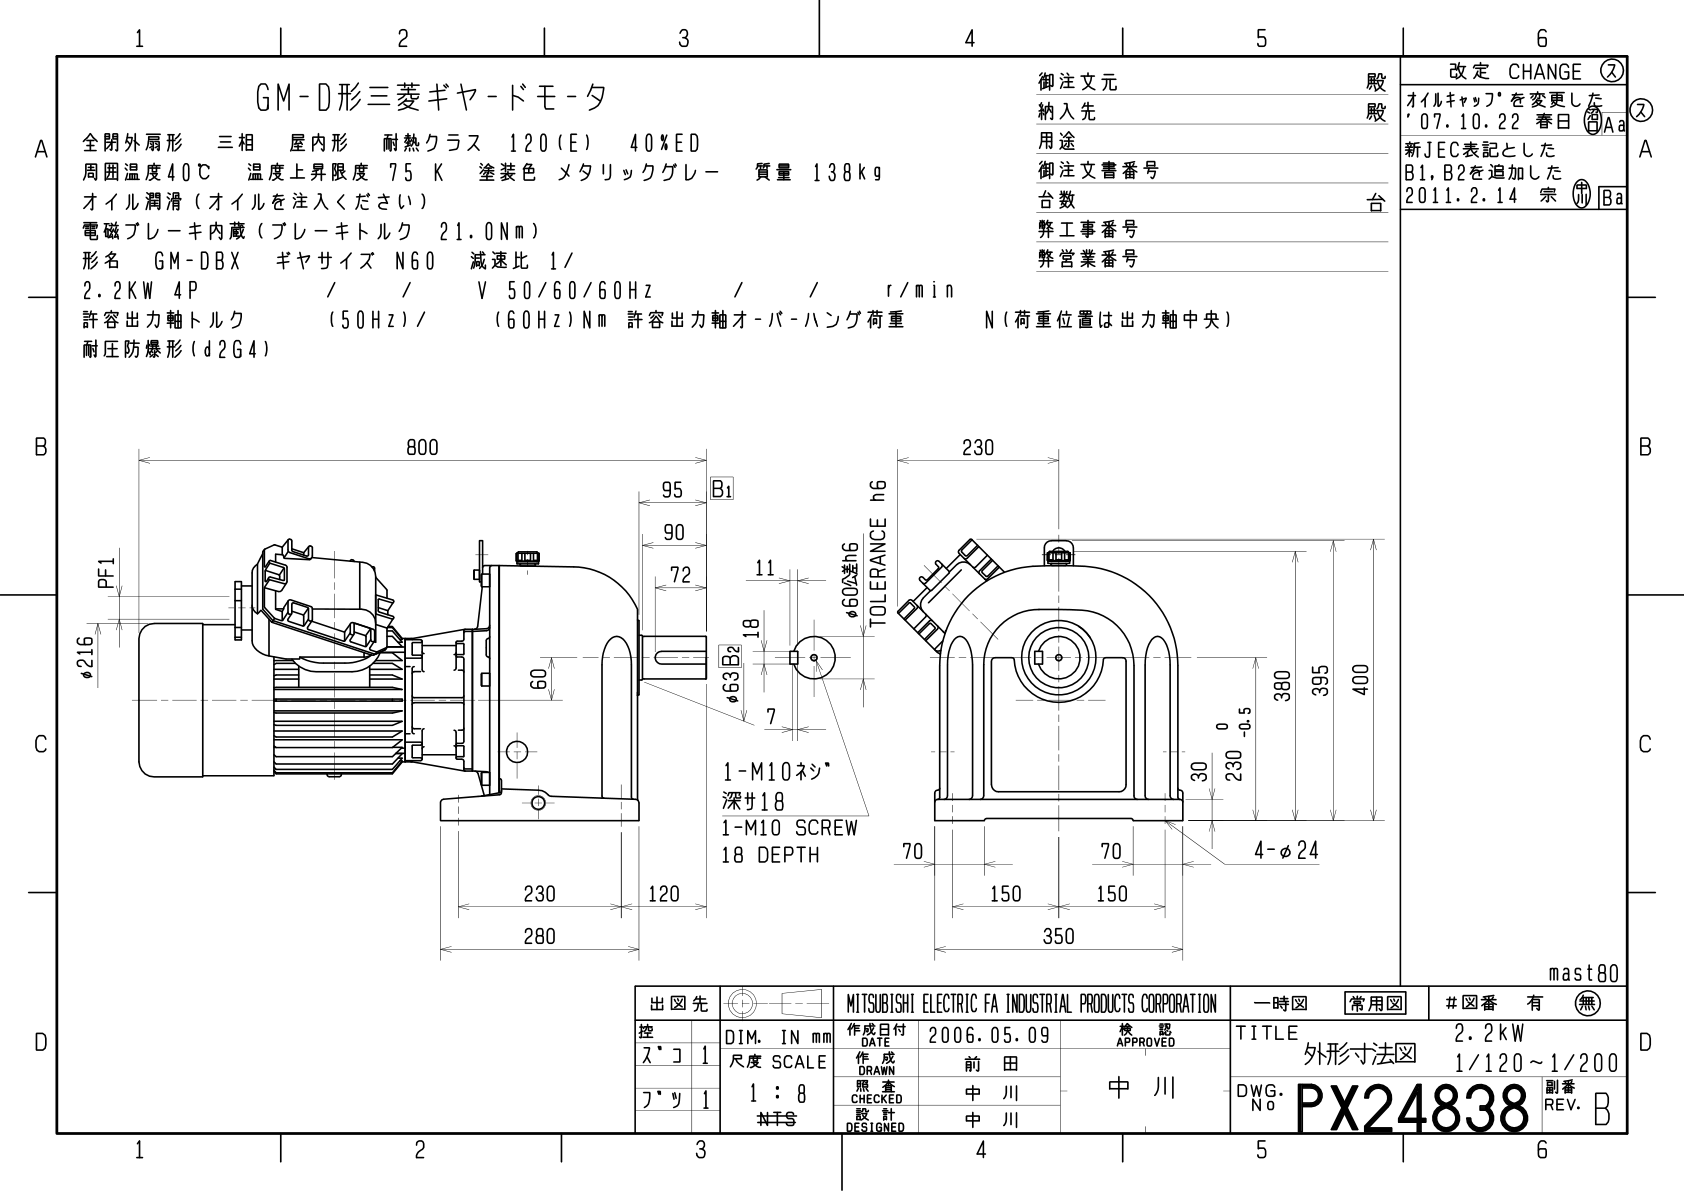 1 2 3 4 5 6
GM-D形三菱ギヤ-ドモ-タ
全閉外扇形 三相 屋内形 耐熱クラス 120(E) 40%ED
周囲温度40℃ 温度上昇限度 75 K 塗装色 メタリックグレー 質量 138kg
オイル潤滑(オイルを注入ください)
電磁ブレーキ内蔵(ブレーキトルク 21.0Nm)
形名 GM-DBX ギヤサイズ N60 減速比 1/
2.2KW 4P / / V 50/60/60Hz / / r/min
許容出力軸トルク (50Hz)/ (60Hz)Nm 許容出力軸オ-バ-ハング荷重 N(荷重位置は出力軸中央)
耐圧防爆形(d2G4)
御注文元 殿
納入先 殿
用途
御注文書番号
台数 台
弊工事番号
弊営業番号
改定 CHANGE ス
オイルキャップを変更した
'07.10.22 春日 Aa
ス
新JEC表記とした
B1,B2を追加した
2011.2.14 宗 中川 Ba
A
B
C
D
A
B
C
D
800
95 B1
90
72
PF1
φ216
60
11
18
7
φ63 B2
φ60公差h6
TOLERANCE h6
1-M10ネジ
深サ18
1-M10 SCREW
18 DEPTH
230 120
280
230
380
395
400
0
230 -0.5
30
70 70
4-φ24
150 150
350
mast80
出図先
控
ズコ 1
ブツ 1
DIM. IN mm
尺度 SCALE
1 : 8
NTS
MITSUBISHI ELECTRIC FA INDUSTRIAL PRODUCTS CORPORATION
作成日付 DATE 2006.05.09
作成 DRAWN 前田
照査 CHECKED 中川
設計 DESIGNED 中川
検認 APPROVED
中川
一時図 常用図 #図番 有 無
TITLE
外形寸法図
2.2kW
1/120~1/200
DWG. No PX24838
副番 REV. B
1 2 3 4 5 6